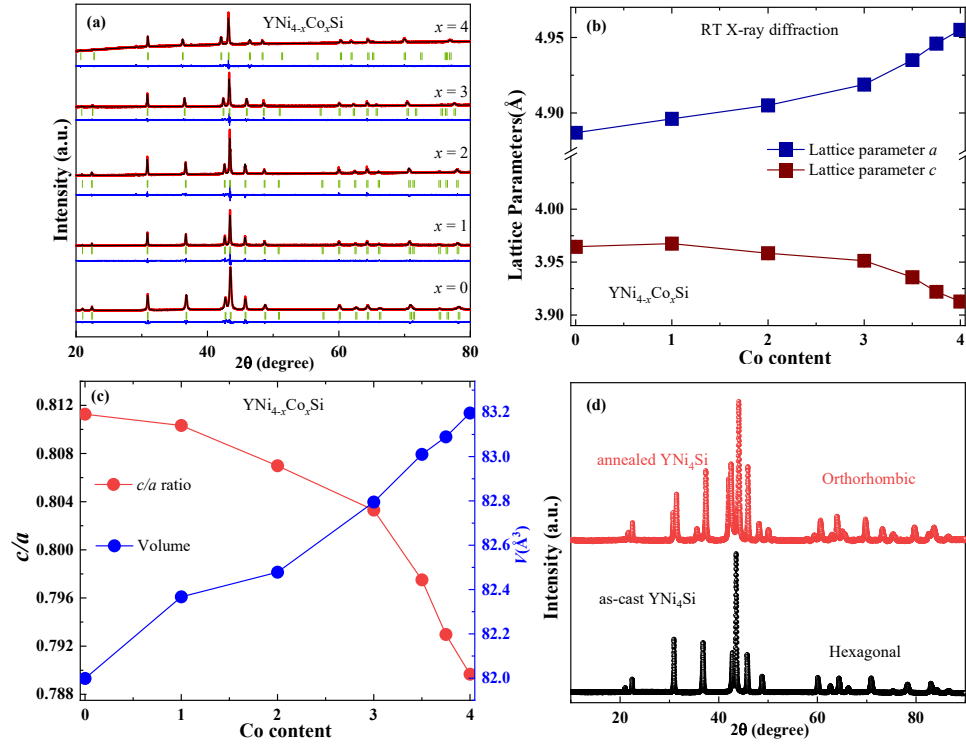 (a)
YNi4-xCoxSi
x = 4
x = 3
x = 2
x = 1
x = 0
Intensity (a.u.)
20 30 40 50 60 70 80
2θ (degree)
(b)
RT X-ray diffraction
4.95
4.90
4.00
3.95
3.90
Lattice Parameters(Å)
Lattice parameter a
Lattice parameter c
YNi4-xCoxSi
0 1 2 3 4
Co content
(c)
YNi4-xCoxSi
0.812
0.808
0.804
0.800
0.796
0.792
0.788
c/a
c/a ratio
Volume
83.2
83.0
82.8
82.6
82.4
82.2
82.0
V(Å3)
0 1 2 3 4
Co content
(d)
annealed YNi4Si
Orthorhombic
as-cast YNi4Si
Hexagonal
Intensity (a.u.)
20 40 60 80
2θ (degree)